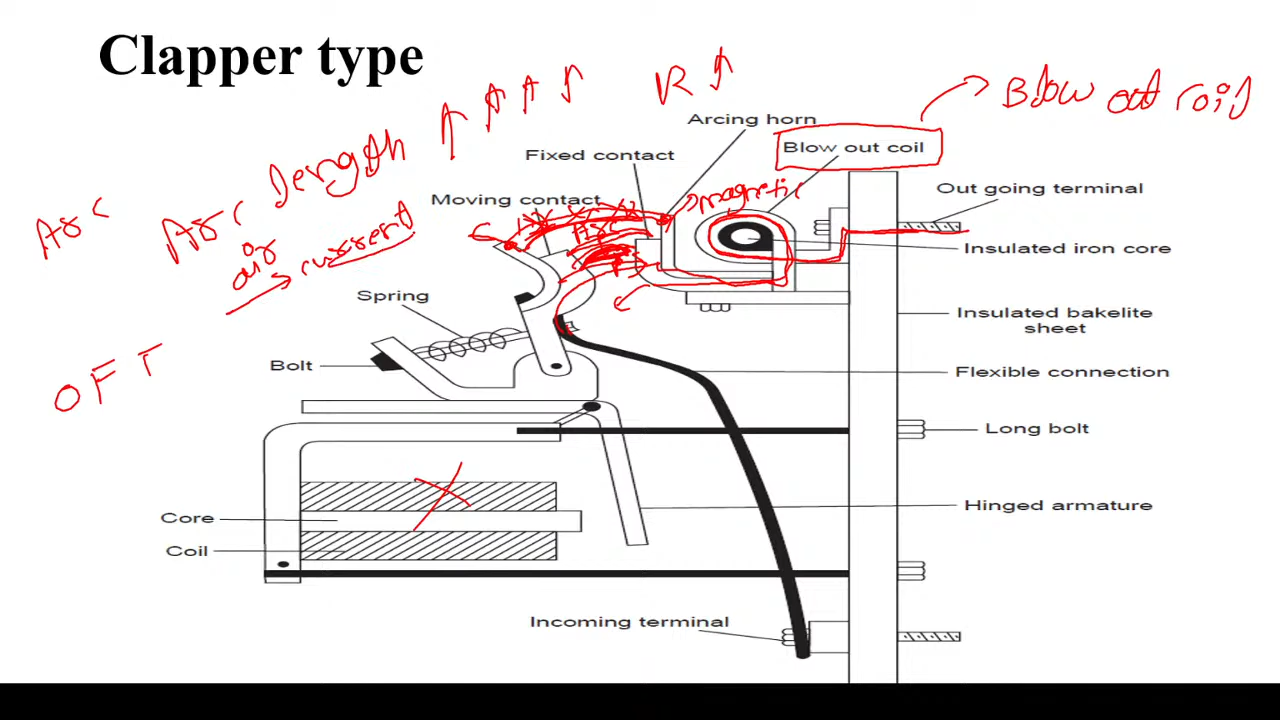 Clapper type
R
Blow out coil
Arcing horn
Fixed contact
Blow out coil
Arc length
Moving contact
magnetic
Out going terminal
Arc
Arc
air
current
Insulated iron core
Spring
Insulated bakelite
sheet
Bolt
Flexible connection
OFF
Long bolt
Core
Hinged armature
Coil
Incoming terminal